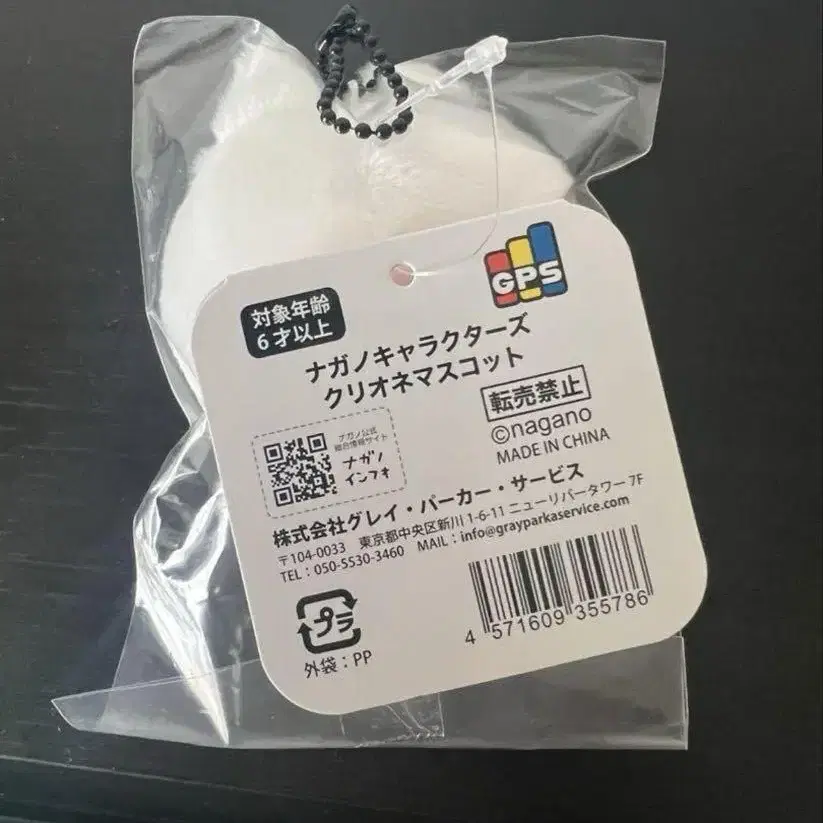 GPS
対象年齢
6才以上
ナガノキャラクターズ
クリオネマスコット
転売禁止
©nagano
MADE IN CHINA
ナガノ公式
総合情報サイト
ナガノ
インフォ
株式会社グレイ・パーカー・サービス
〒104-0033 東京都中央区新川1-6-11 ニューリバータワー7F
TEL：050-5530-3460 MAIL：info@grayparkaservice.com
プラ
外袋：PP
4 571609 355786